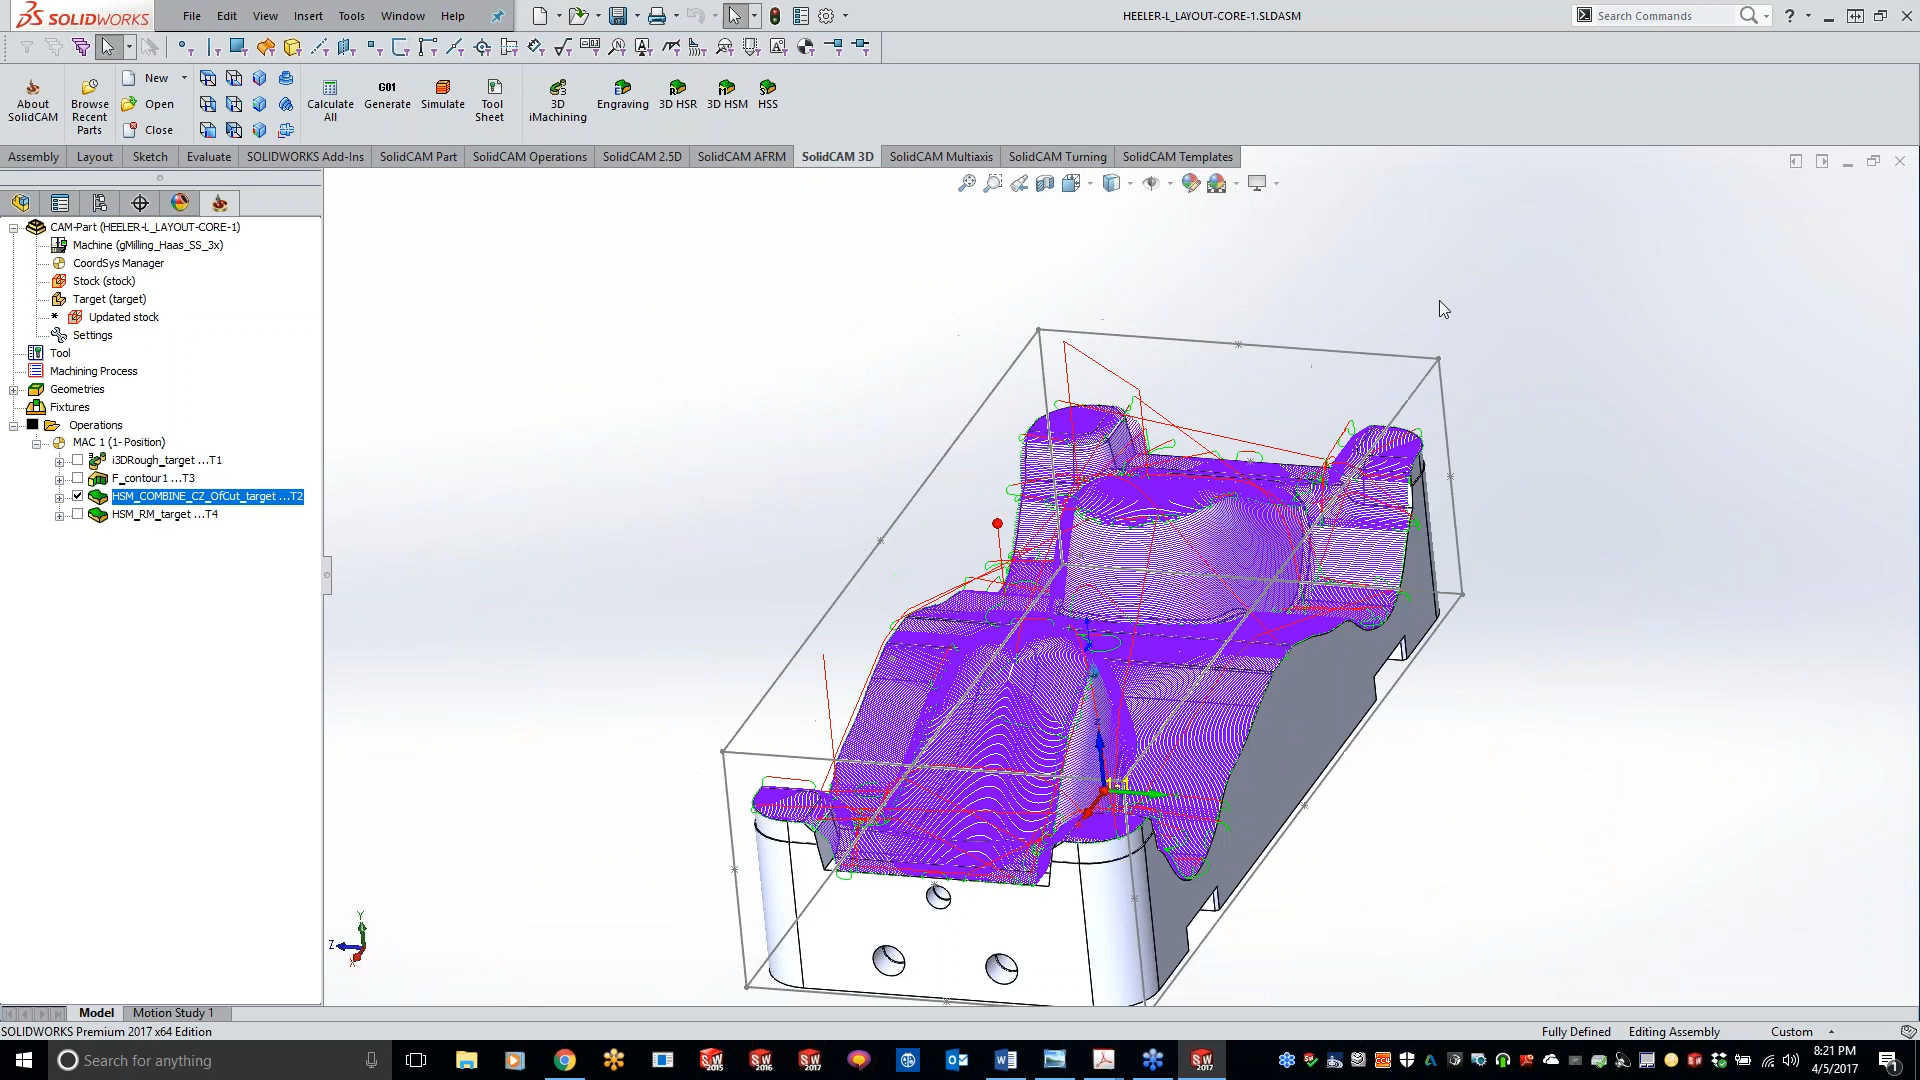 SOLIDWORKS
File Edit View Insert Tools Window Help
HEELER-L_LAYOUT-CORE-1.SLDASM
Search Commands
About SolidCAM
Browse Recent Parts
New
Open
Close
Calculate All
G01
Generate
Simulate
Tool Sheet
3D iMachining
Engraving
3D HSR
3D HSM
HSS
Assembly Layout Sketch Evaluate SOLIDWORKS Add-Ins SolidCAM Part SolidCAM Operations SolidCAM 2.5D SolidCAM AFRM SolidCAM 3D SolidCAM Multiaxis SolidCAM Turning SolidCAM Templates
CAM-Part (HEELER-L_LAYOUT-CORE-1)
Machine (gMilling_Haas_SS_3x)
CoordSys Manager
Stock (stock)
Target (target)
* Updated stock
Settings
Tool
Machining Process
Geometries
Fixtures
Operations
MAC 1 (1- Position)
i3DRough_target ...T1
F_contour1 ...T3
HSM_COMBINE_CZ_OfCut_target ...T2
HSM_RM_target ...T4
Z
Y
Z
X
Model Motion Study 1
SOLIDWORKS Premium 2017 x64 Edition
Fully Defined Editing Assembly Custom
Search for anything
2015
2016
2017
2017
8:21 PM
4/5/2017
1